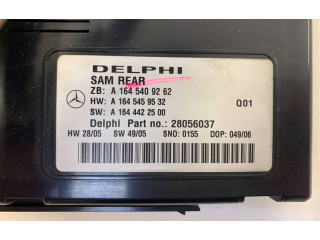 DELPHI
SAM REAR
ZB: A 164 540 92 62
HW: A 164 545 95 32 Q01
SW: A 164 442 25 00
Delphi Part no.: 28056037
HW 28/05 SW 49/05 SNO: 0155 DOP: 049/06